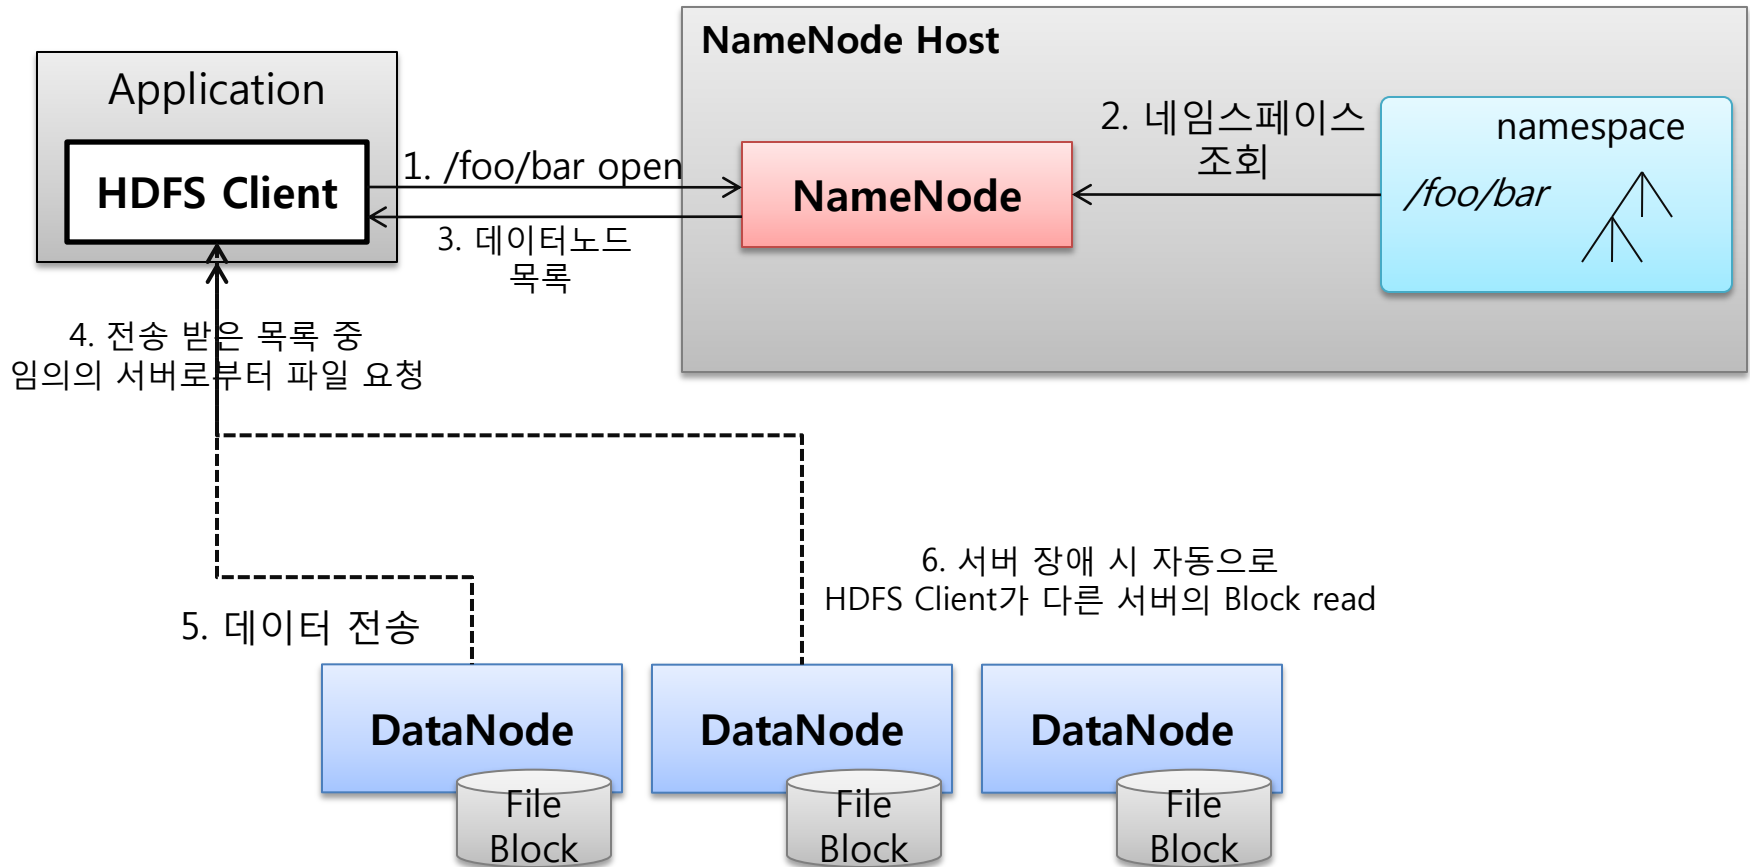 NameNode Host
Application
HDFS Client
1. /foo/bar open
NameNode
2. 네임스페이스
조회
namespace
/foo/bar
3. 데이터노드
목록
4. 전송 받은 목록 중
임의의 서버로부터 파일 요청
5. 데이터 전송
6. 서버 장애 시 자동으로
HDFS Client가 다른 서버의 Block read
DataNode
File
Block
DataNode
File
Block
DataNode
File
Block